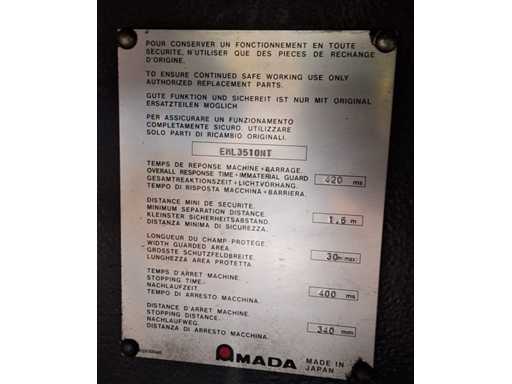 POUR CONSERVER UN FONCTIONNEMENT EN TOUTE
SECURITE, N'UTILISER QUE DES PIECES DE RECHANGE
D'ORIGINE.
TO ENSURE CONTINUED SAFE WORKING USE ONLY
AUTHORIZED REPLACEMENT PARTS.
GUTE FUNKTION UND SICHEREIT IST NUR MIT ORIGINAL
ERSATZTEILEN MÖGLICH
PER ASSICURARE UN FUNZIONAMENTO
COMPLETAMENTE SICURO, UTILIZZARE
SOLO PARTI DI RICAMBIO ORIGINALI.
EML3510NT
TEMPS DE REPONSE MACHINE+BARRAGE.
OVERALL RESPONSE TIME+IMMATERIAL GUARD 420 ms
GESAMTREAKTIONSZEIT+LICHTVORHANG.
TEMPO DI RISPOSTA MACCHINA+BARRIERA.
DISTANCE MINI DE SECURITE.
MINIMUM SEPARATION DISTANCE. 1,6 m
KLEINSTER SICHERHEITSABSTAND.
DISTANZA MINIMA DI SICUREZZA.
LONGUEUR DU CHAMP PROTEGE.
WIDTH GUARDED AREA. 30m max
GROSSTE SCHUTZFELDBREITE.
LUNGHEZZA AREA PROTETTA.
TEMPS D'ARRET MACHINE.
STOPPING TIME. 400 ms
NACHLAUFZEIT.
TEMPO DI ARRESTO MACCHINA.
DISTANCE D'ARRET MACHINE.
STOPPING DISTANCE. 340 mm
NACHLAUFWEG.
DISTANZA DI ARRESTO MACCHINA.
AMADA MADE IN
JAPAN